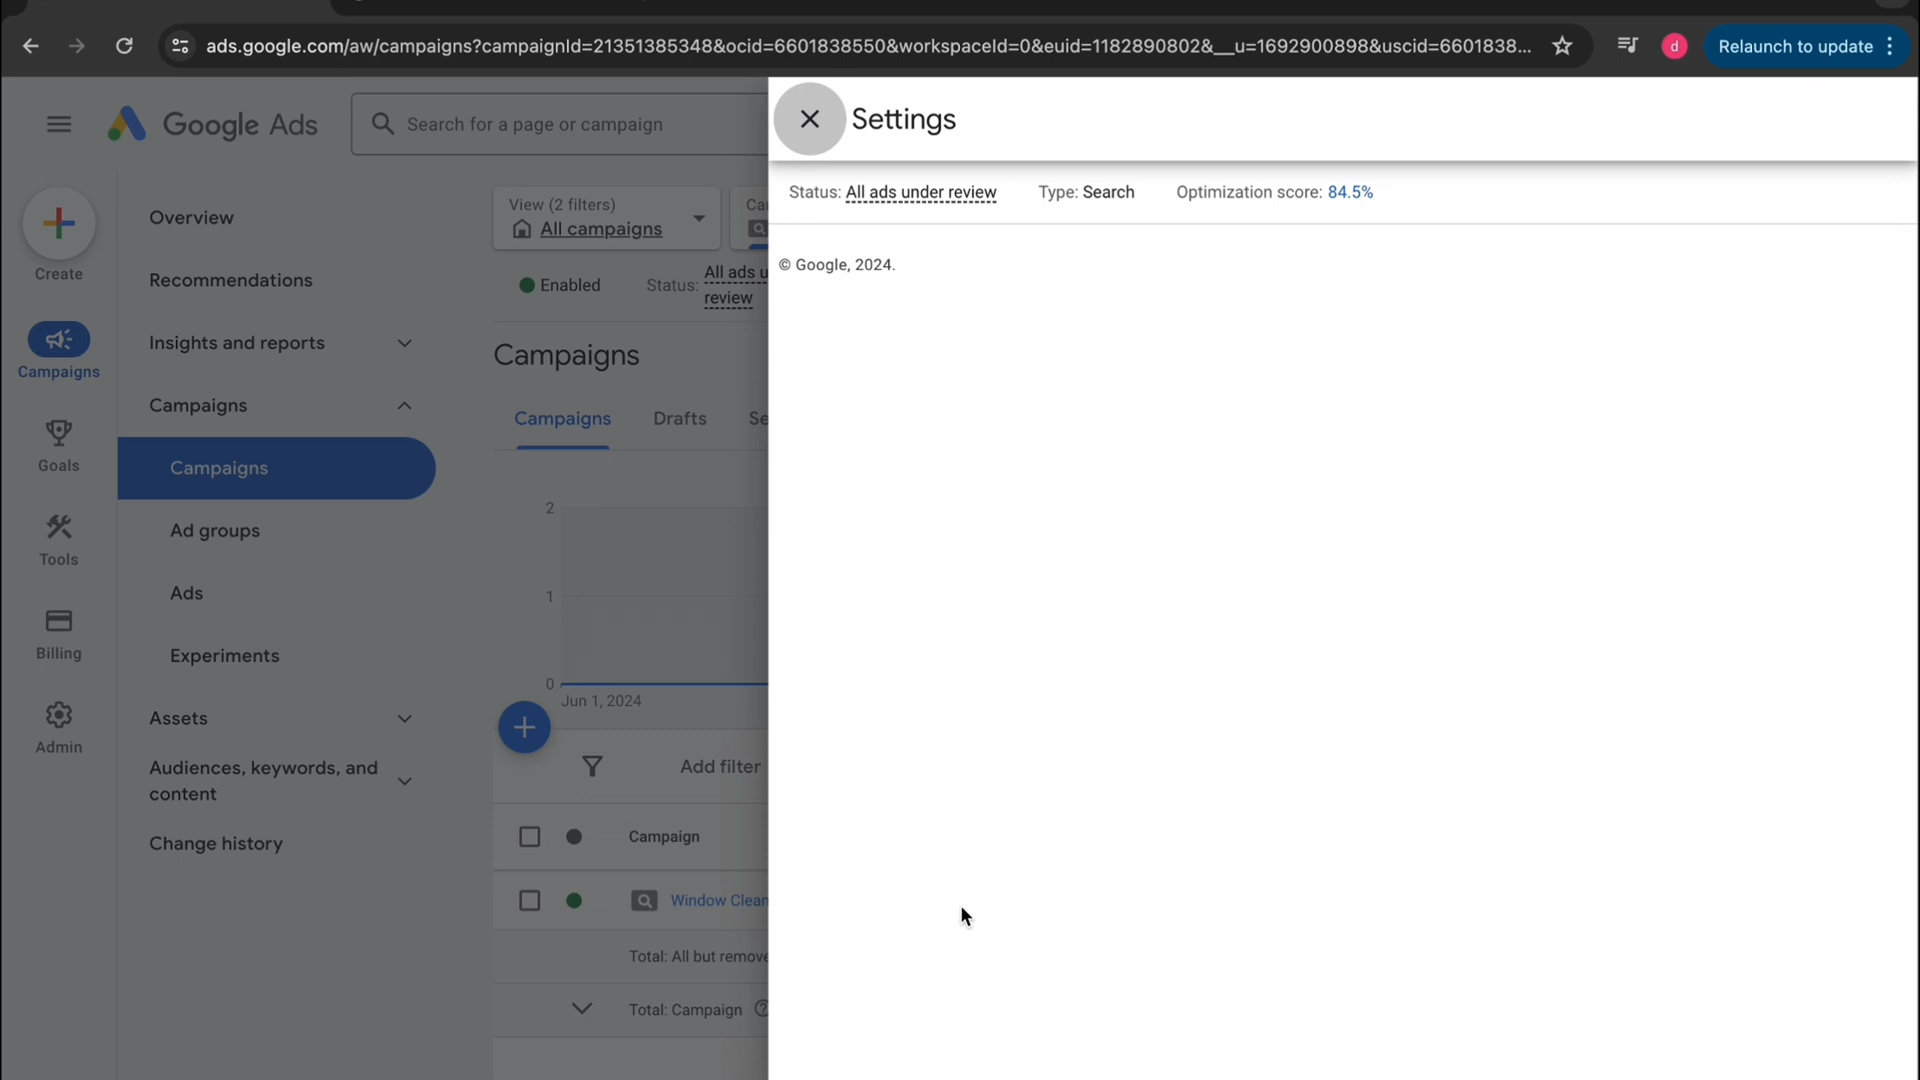 ads.google.com/aw/campaigns?campaignId=21351385348&ocid=6601838550&workspaceId=0&euid=1182890802&__u=1692900898&uscid=6601838...
d
Relaunch to update
Google Ads
Search for a page or campaign
Settings
Status: All ads under review
Type: Search
Optimization score: 84.5%
© Google, 2024.
Create
Campaigns
Goals
Tools
Billing
Admin
Overview
Recommendations
Insights and reports
Campaigns
Campaigns
Ad groups
Ads
Experiments
Assets
Audiences, keywords, and
content
Change history
View (2 filters)
All campaigns
Enabled
Status:
All ads
review
Campaigns
Campaigns
Drafts
2
1
0
Jun 1, 2024
Add filter
Campaign
Window Clean
Total: All but remove
Total: Campaign